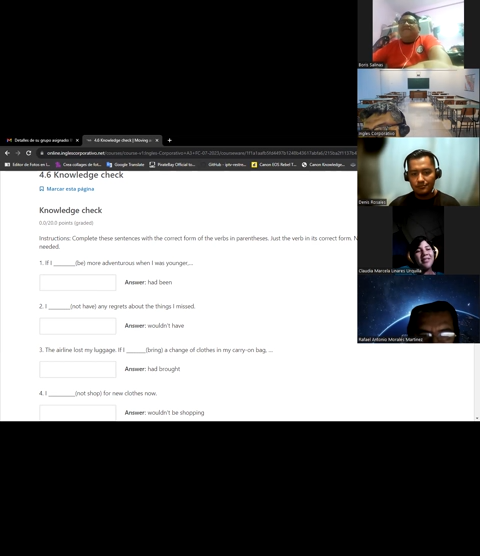 Boris Salinas
Ingles Corporativo
Denis Rosales
Claudia Marcela Linares Urquilla
Rafael Antonio Morales Martinez
Detalles de su grupo asignado
4.6 Knowledge check | Moving
online.inglescorporativo.net
Editor de Fotos en l...
Crea collages de fot...
Google Translate
PirateBay Official to...
GitHub - iptv-restre...
Canon EOS Rebel T...
Canon Knowledge...
4.6 Knowledge check
Marcar esta página
Knowledge check
0.0/20.0 points (graded)
Instructions: Complete these sentences with the correct form of the verbs in parentheses. Just the verb in its correct form. N
needed.
1. If I ________(be) more adventurous when I was younger....
Answer: had been
2. I ________(not have) any regrets about the things I missed.
Answer: wouldn't have
3. The airline lost my luggage. If I _______(bring) a change of clothes in my carry-on bag, ...
Answer: had brought
4. I _________(not shop) for new clothes now.
Answer: wouldn't be shopping